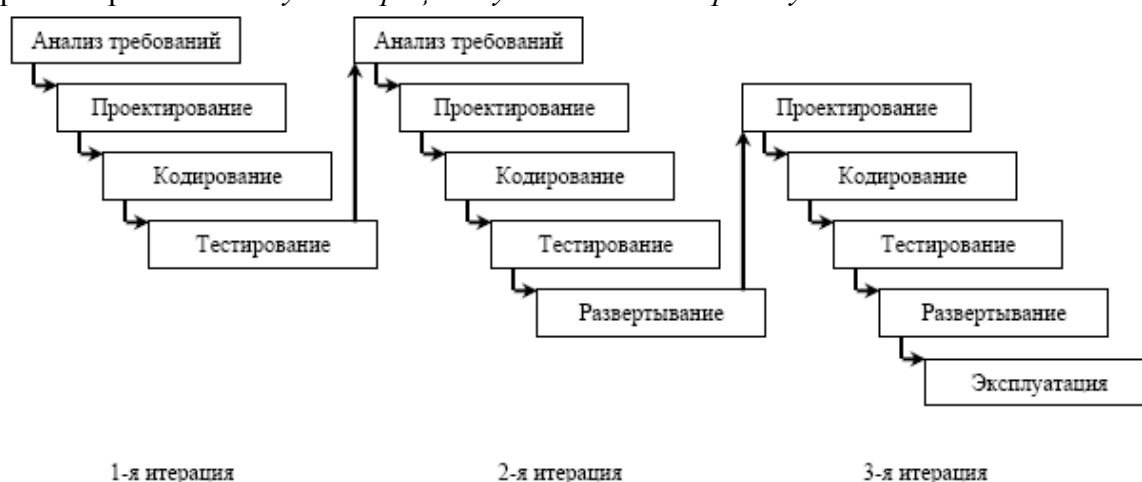 Анализ требований
Проектирование
Кодирование
Тестирование
Анализ требований
Проектирование
Кодирование
Тестирование
Развертывание
Проектирование
Кодирование
Тестирование
Развертывание
Эксплуатация
1-я итерация
2-я итерация
3-я итерация